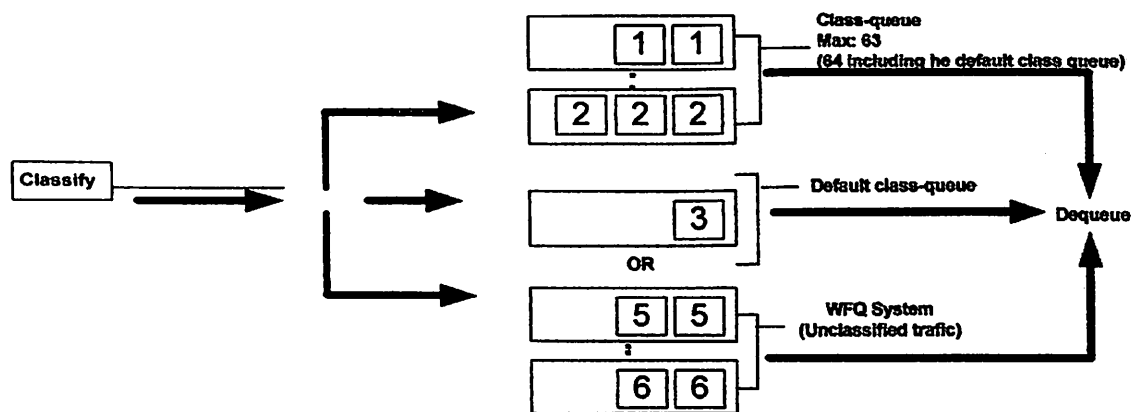 Class-queue
Max: 63
(64 including he default class queue)
1 1
:
2 2 2
Classify
Default class-queue
3
Dequeue
OR
5 5
WFQ System
(Unclassified trafic)
:
6 6